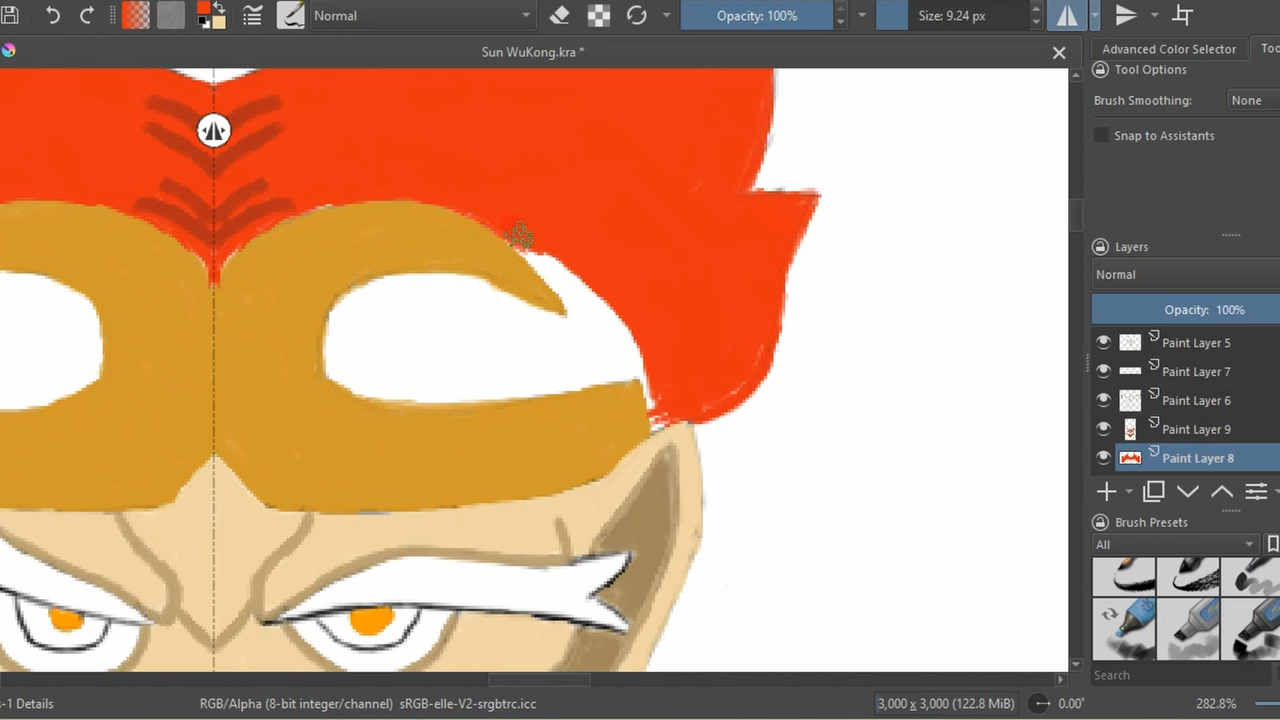 Normal
Opacity: 100%
Size: 9.24 px
Sun WuKong.kra *
Advanced Color Selector
Too
Tool Options
Brush Smoothing:
None
Snap to Assistants
Layers
Normal
Opacity: 100%
Paint Layer 5
Paint Layer 7
Paint Layer 6
Paint Layer 9
Paint Layer 8
Brush Presets
All
Search
s-1 Details
RGB/Alpha (8-bit integer/channel) sRGB-elle-V2-srgbtrc.icc
3,000 x 3,000 (122.8 MiB)
0.00°
282.8%